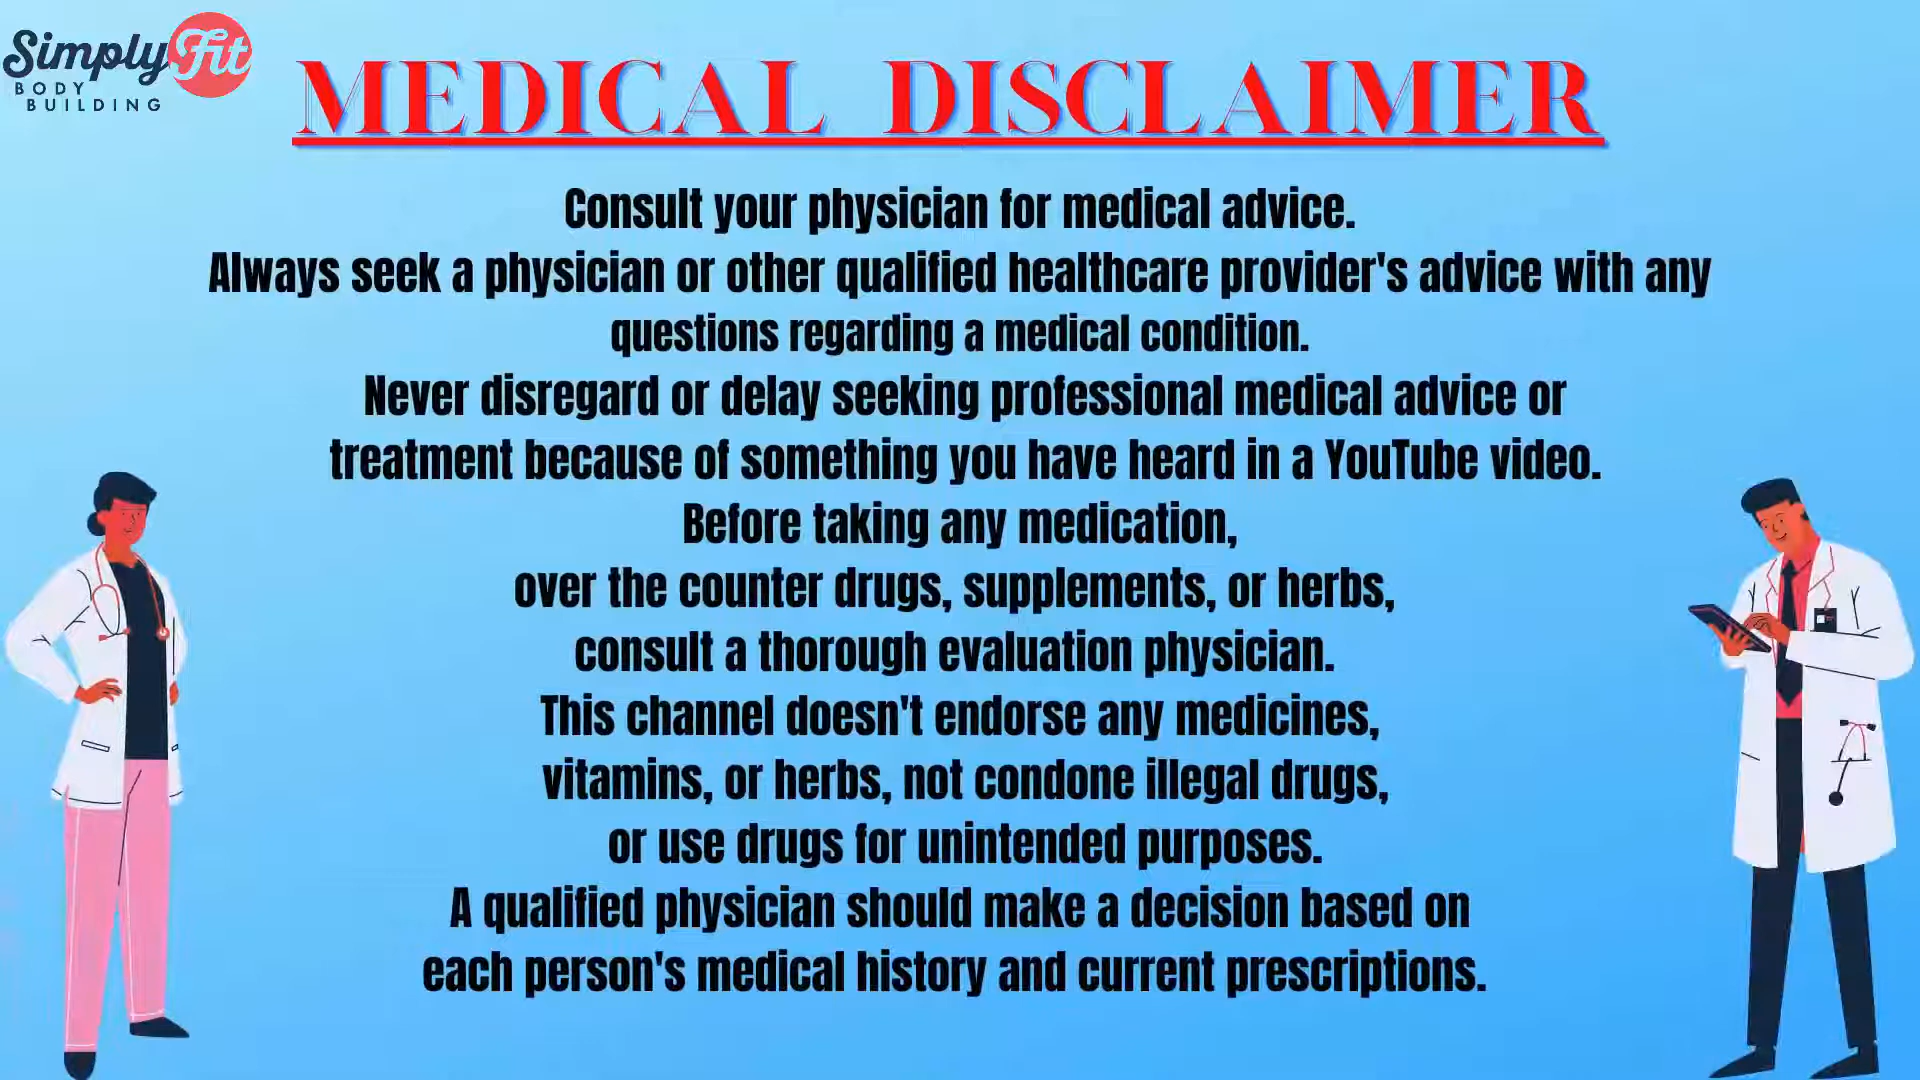 SimplyFit
BODY
BUILDING
MEDICAL DISCLAIMER
Consult your physician for medical advice.
Always seek a physician or other qualified healthcare provider's advice with any
questions regarding a medical condition.
Never disregard or delay seeking professional medical advice or
treatment because of something you have heard in a YouTube video.
Before taking any medication,
over the counter drugs, supplements, or herbs,
consult a thorough evaluation physician.
This channel doesn't endorse any medicines,
vitamins, or herbs, not condone illegal drugs,
or use drugs for unintended purposes.
A qualified physician should make a decision based on
each person's medical history and current prescriptions.